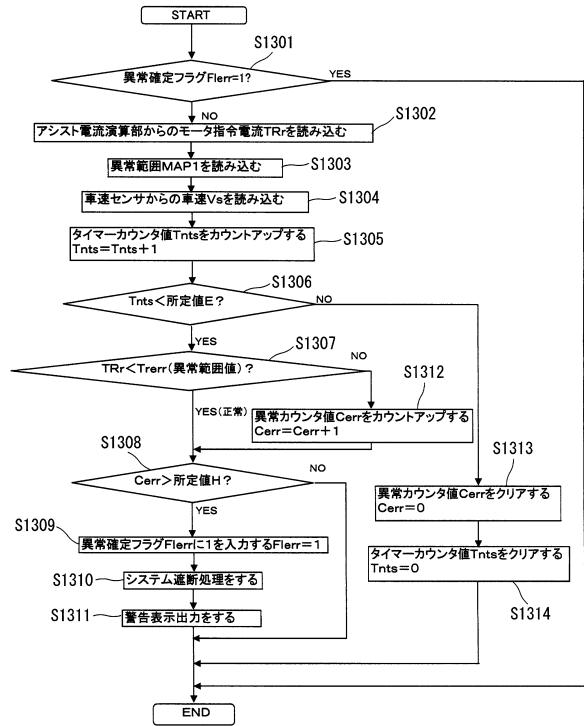 START
S1301
異常確定フラグFlerr=1?
YES
NO
S1302
アシスト電流演算部からのモータ指令電流TRrを読み込む
S1303
異常範囲MAP1を読み込む
S1304
車速センサからの車速Vsを読み込む
S1305
タイマーカウンタ値Tntsをカウントアップする
Tnts=Tnts+1
S1306
Tnts<所定値E?
NO
YES
S1307
TRr<Trerr(異常範囲値)?
NO
S1312
YES(正常)
異常カウンタ値Cerrをカウントアップする
Cerr=Cerr+1
S1308
Cerr>所定値H?
NO
S1313
異常カウンタ値Cerrをクリアする
Cerr=0
YES
S1309
異常確定フラグFlerrに1を入力するFlerr=1
タイマーカウンタ値Tntsをクリアする
Tnts=0
S1310
システム遮断処理をする
S1314
S1311
警告表示出力をする
END